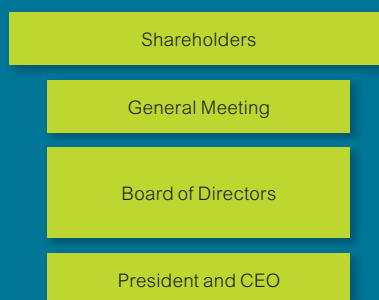 Shareholders
General Meeting
Board of Directors
President and CEO